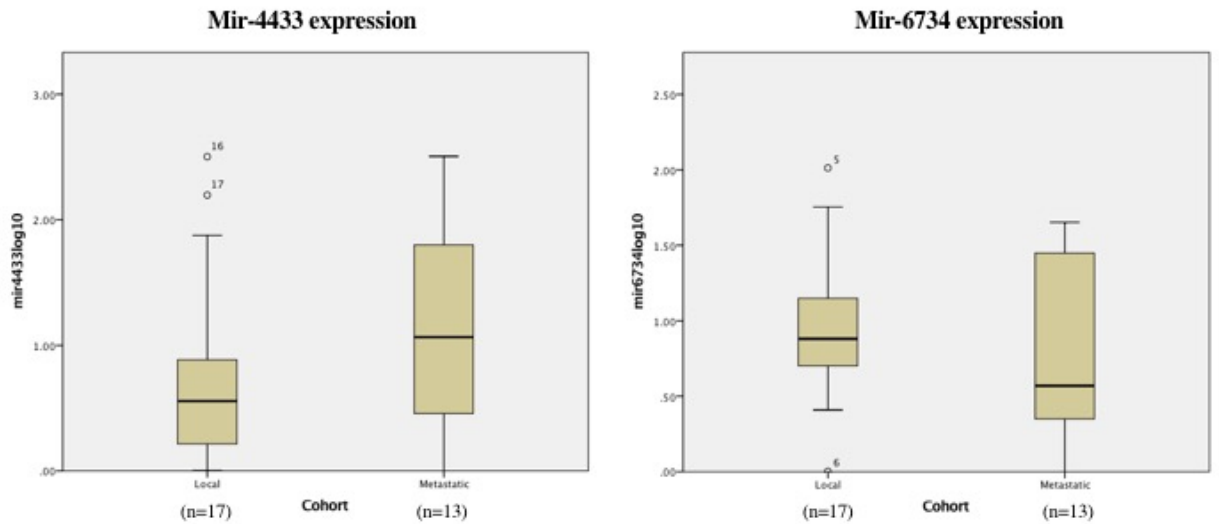 Mir-4433 expression
mir4433log10
3.00
2.00
1.00
.00
16
17
Local
Metastatic
(n=17)
Cohort
(n=13)
Mir-6734 expression
mir6734log10
2.50
2.00
1.50
1.00
.50
.00
5
6
Local
Metastatic
(n=17)
Cohort
(n=13)